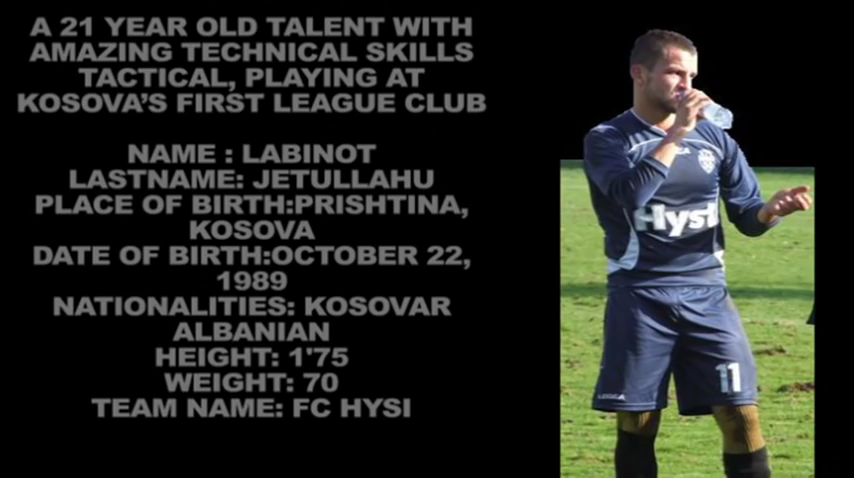 A 21 YEAR OLD TALENT WITH
AMAZING TECHNICAL SKILLS
TACTICAL, PLAYING AT
KOSOVA'S FIRST LEAGUE CLUB
NAME : LABINOT
LASTNAME: JETULLAHU
PLACE OF BIRTH:PRISHTINA,
KOSOVA
DATE OF BIRTH:OCTOBER 22,
1989
NATIONALITIES: KOSOVAR
ALBANIAN
HEIGHT: 1'75
WEIGHT: 70
TEAM NAME: FC HYSI
Hysi
11
LEGEA